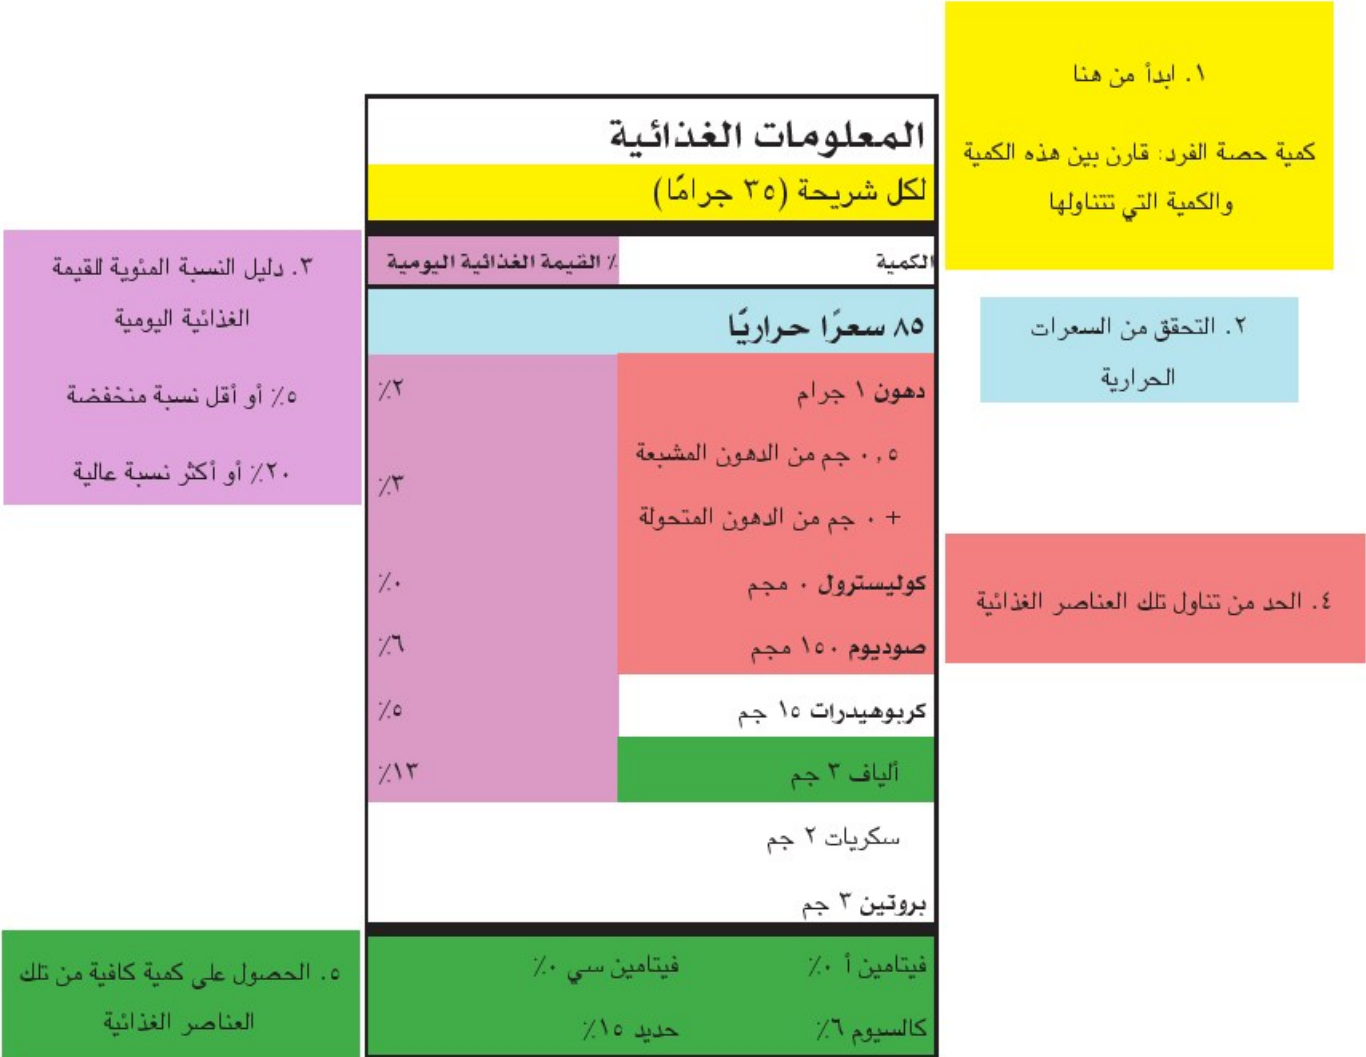 ١. ابدأ من هنا
كمية حصة الفرد: قارن بين هذه الكمية
والكمية التي تتناولها
المعلومات الغذائية
لكل شريحة (٣٥ جرامًا)
الكمية
٪ القيمة الغذائية اليومية
٢. التحقق من السعرات
الحرارية
٣. دليل النسبة المئوية للقيمة
الغذائية اليومية
٥٪ أو أقل نسبة منخفضة
٢٠٪ أو أكثر نسبة عالية
٨٥ سعرًا حراريًا
دهون ١ جرام ٢٪
٠,٥ جم من الدهون المشبعة
٣٪
+ ٠ جم من الدهون المتحولة
كوليسترول ٠ مجم ٠٪
صوديوم ١٥٠ مجم ٦٪
٤. الحد من تناول تلك العناصر الغذائية
كربوهيدرات ١٥ جم ٥٪
ألياف ٣ جم ١٣٪
سكريات ٢ جم
بروتين ٣ جم
فيتامين أ ٠٪ فيتامين سي ٠٪
كالسيوم ٦٪ حديد ١٥٪
٥. الحصول على كمية كافية من تلك
العناصر الغذائية